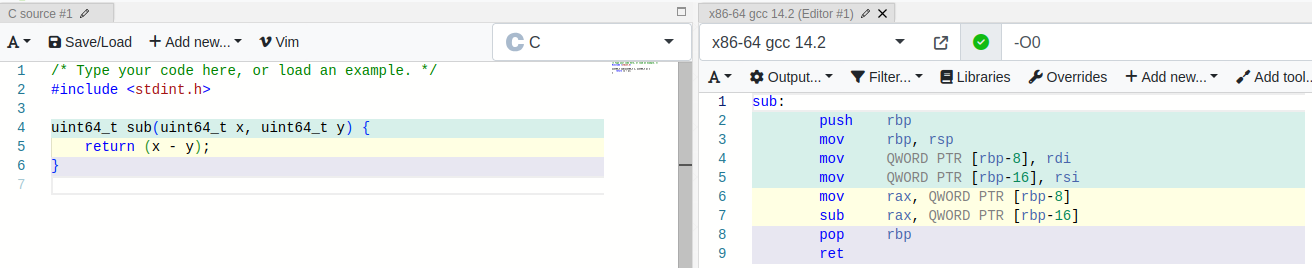 C source #1
A Save/Load + Add new... Vim C C
1 /* Type your code here, or load an example. */
2 #include <stdint.h>
3
4 uint64_t sub(uint64_t x, uint64_t y) {
5     return (x - y);
6 }
7
x86-64 gcc 14.2 (Editor #1)
x86-64 gcc 14.2 -O0
A Output... Filter... Libraries Overrides + Add new... Add tool..
1 sub:
2         push    rbp
3         mov     rbp, rsp
4         mov     QWORD PTR [rbp-8], rdi
5         mov     QWORD PTR [rbp-16], rsi
6         mov     rax, QWORD PTR [rbp-8]
7         sub     rax, QWORD PTR [rbp-16]
8         pop     rbp
9         ret